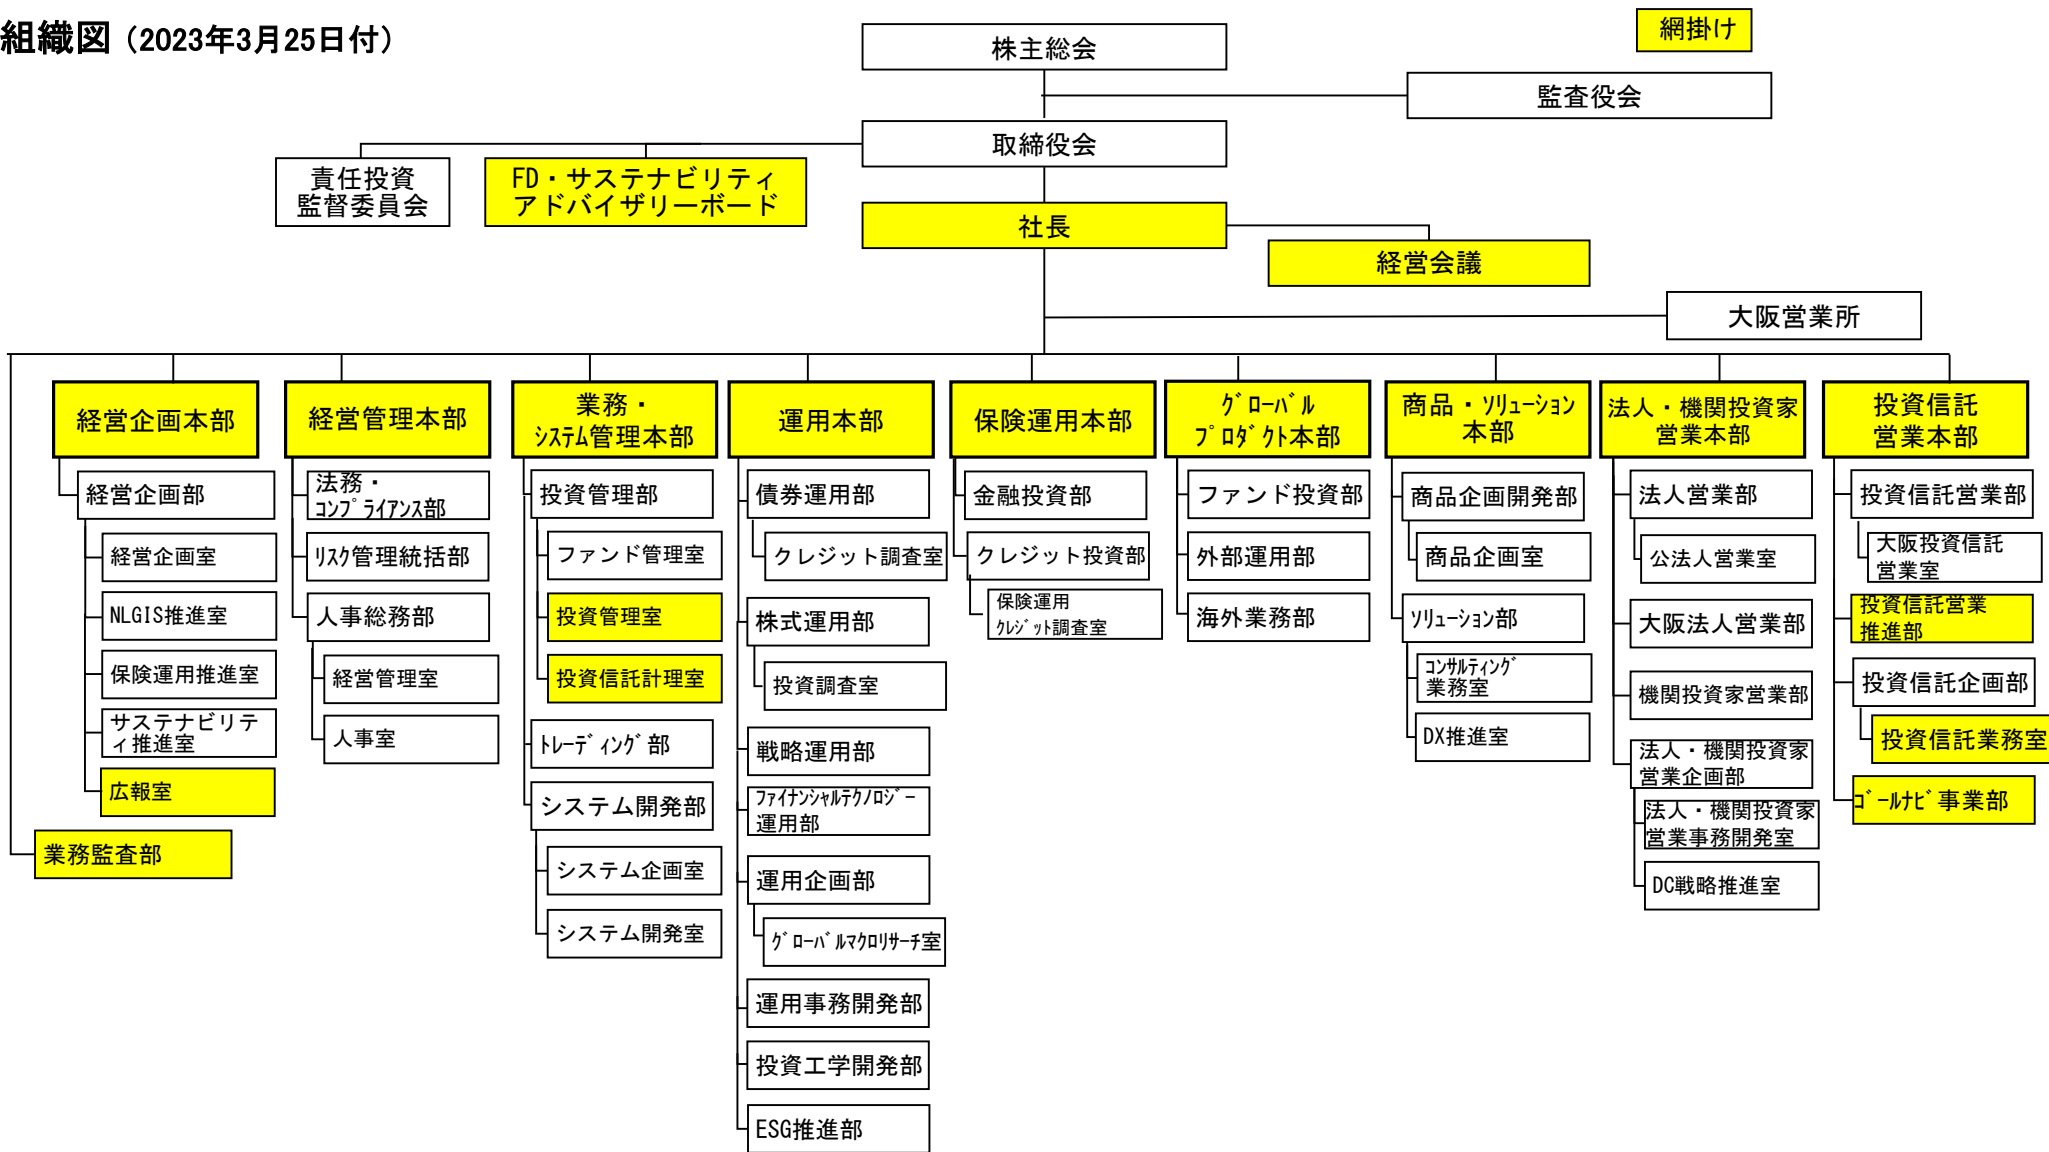 組織図（2023年3月25日付）
網掛け
株主総会
監査役会
取締役会
責任投資
監督委員会
FD・サステナビリティ
アドバイザリーボード
社長
経営会議
大阪営業所
経営企画本部
経営企画部
経営企画室
NLGIS推進室
保険運用推進室
サステナビリテ
ィ推進室
広報室
業務監査部
経営管理本部
法務・
ｺﾝﾌﾟﾗｲｱﾝｽ部
ﾘｽｸ管理統括部
人事総務部
経営管理室
人事室
業務・
ｼｽﾃﾑ管理本部
投資管理部
ファンド管理室
投資管理室
投資信託計理室
ﾄﾚｰﾃﾞｨﾝｸﾞ部
システム開発部
システム企画室
システム開発室
運用本部
債券運用部
クレジット調査室
株式運用部
投資調査室
戦略運用部
ﾌｧｲﾅﾝｼｬﾙﾃｸﾉﾛｼﾞｰ
運用部
運用企画部
ｸﾞﾛｰﾊﾞﾙﾏｸﾛﾘｻｰﾁ室
運用事務開発部
投資工学開発部
ESG推進部
保険運用本部
金融投資部
クレジット投資部
保険運用
ｸﾚｼﾞｯﾄ調査室
ｸﾞﾛｰﾊﾞﾙ
ﾌﾟﾛﾀﾞｸﾄ本部
ファンド投資部
外部運用部
海外業務部
商品・ｿﾘｭｰｼｮﾝ
本部
商品企画開発部
商品企画室
ｿﾘｭｰｼｮﾝ部
ｺﾝｻﾙﾃｨﾝｸﾞ
業務室
DX推進室
法人・機関投資家
営業本部
法人営業部
公法人営業室
大阪法人営業部
機関投資家営業部
法人・機関投資家
営業企画部
法人・機関投資家
営業事務開発室
DC戦略推進室
投資信託
営業本部
投資信託営業部
大阪投資信託
営業室
投資信託営業
推進部
投資信託企画部
投資信託業務室
ｺﾞｰﾙﾅﾋﾞ事業部